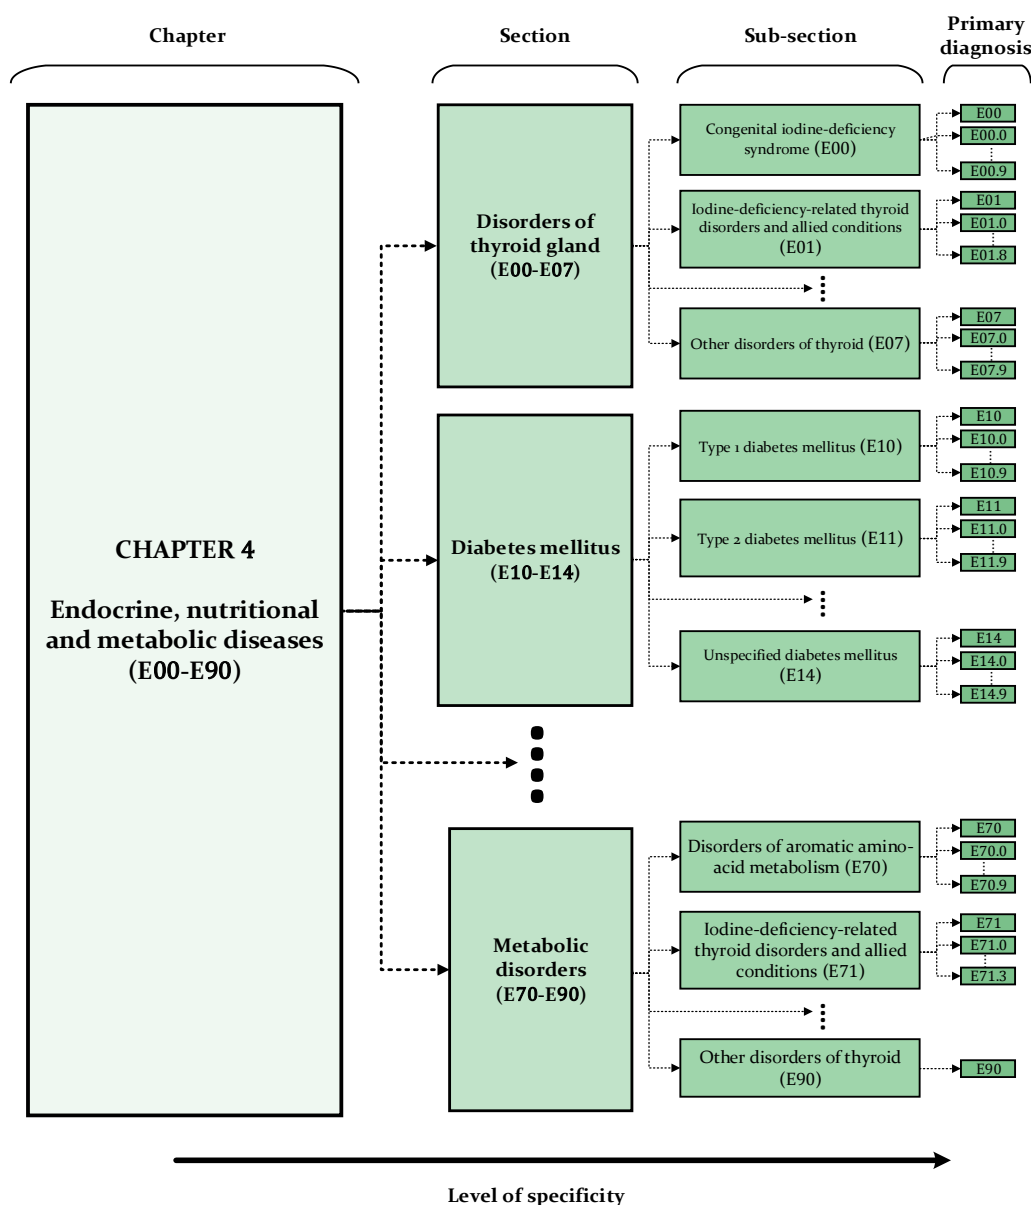 Chapter
Section
Sub-section
Primary
diagnosis
CHAPTER 4
Endocrine, nutritional
and metabolic diseases
(E00-E90)
Disorders of
thyroid gland
(E00-E07)
Congenital iodine-deficiency
syndrome (E00)
E00
E00.0
E00.9
Iodine-deficiency-related thyroid
disorders and allied conditions
(E01)
E01
E01.0
E01.8
Other disorders of thyroid (E07)
E07
E07.0
E07.9
Diabetes mellitus
(E10-E14)
Type 1 diabetes mellitus (E10)
E10
E10.0
E10.9
Type 2 diabetes mellitus (E11)
E11
E11.0
E11.9
Unspecified diabetes mellitus
(E14)
E14
E14.0
E14.9
Metabolic
disorders
(E70-E90)
Disorders of aromatic amino-
acid metabolism (E70)
E70
E70.0
E70.9
Iodine-deficiency-related
thyroid disorders and allied
conditions (E71)
E71
E71.0
E71.3
Other disorders of thyroid
(E90)
E90
Level of specificity